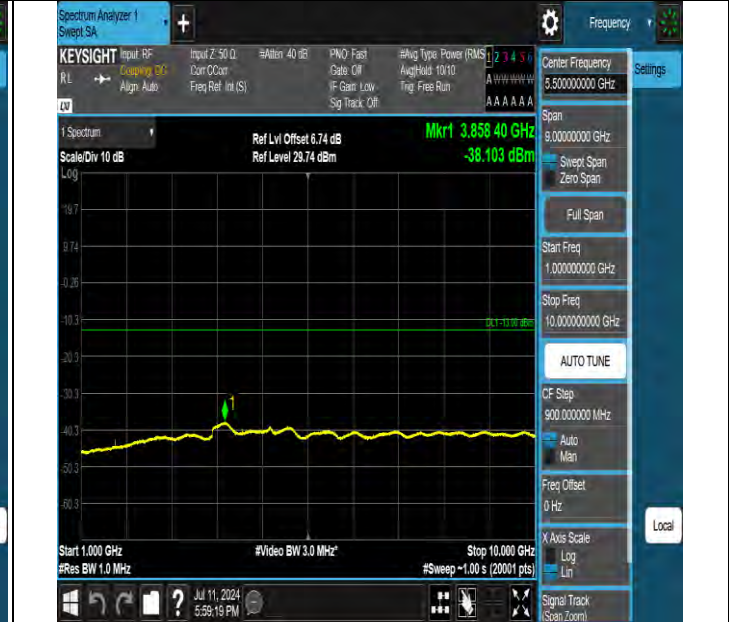 Spectrum Analyzer 1
Swept SA
+
Frequency
KEYSIGHT
Input: RF
Coupling: DC
Align: Auto
Input Z: 50 Ω
Corr CCorr
Freq Ref: Int (S)
#Atten: 40 dB
PNO: Fast
Gate: Off
IF Gain: Low
Sig Track: Off
#Avg Type: Power (RMS
Avg|Hold: 10/10
Trig: Free Run
1 2 3 4 5 6
A W W W W W
A A A A A A
RL
LXI
1 Spectrum
Scale/Div 10 dB
Log
Ref Lvl Offset 6.74 dB
Ref Level 29.74 dBm
Mkr1 3.858 40 GHz
-38.103 dBm
19.7
9.74
-0.26
-10.3
-20.3
-30.3
-40.3
-50.3
-60.3
DL1 -13.00 dBm
1
Start 1.000 GHz
#Res BW 1.0 MHz
#Video BW 3.0 MHz*
Stop 10.000 GHz
#Sweep ~1.00 s (20001 pts)
Jul 11, 2024
5:59:19 PM
?
Center Frequency
5.500000000 GHz
Span
9.00000000 GHz
Swept Span
Zero Span
Full Span
Start Freq
1.000000000 GHz
Stop Freq
10.000000000 GHz
AUTO TUNE
CF Step
900.000000 MHz
Auto
Man
Freq Offset
0 Hz
X Axis Scale
Log
Lin
Signal Track
(Span Zoom)
Settings
Local